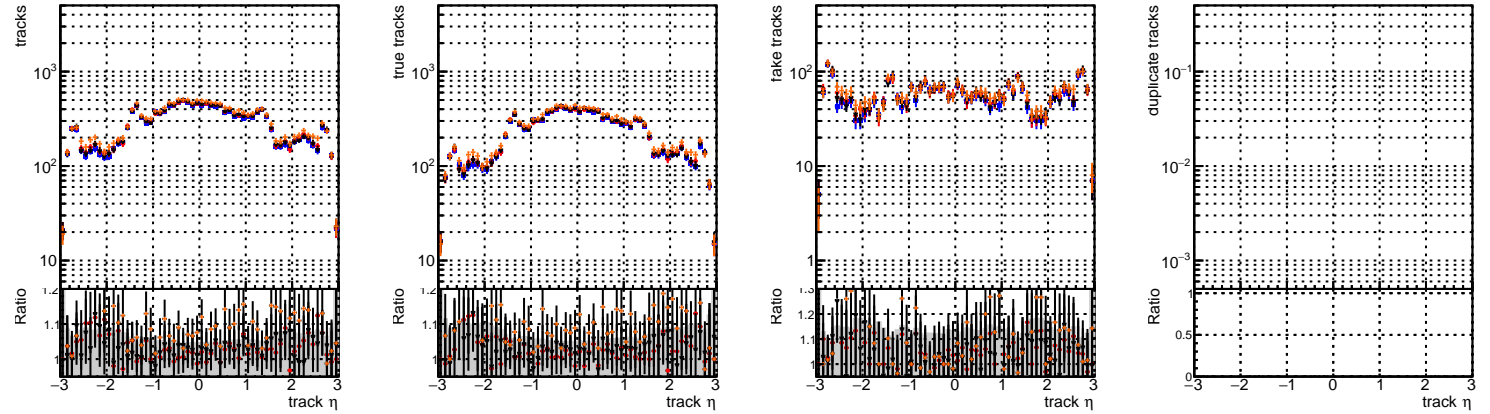 tracks
10³
10²
10
Ratio
1.2
1.1
1
−3 −2 −1 0 1 2 3
track η
true tracks
10³
10²
10
Ratio
1.2
1.1
1
−3 −2 −1 0 1 2 3
track η
fake tracks
10²
10
1
Ratio
1.3
1.2
1.1
1
−3 −2 −1 0 1 2 3
track η
duplicate tracks
10⁻¹
10⁻²
10⁻³
Ratio
1
0.5
0
−3 −2 −1 0 1 2 3
track η